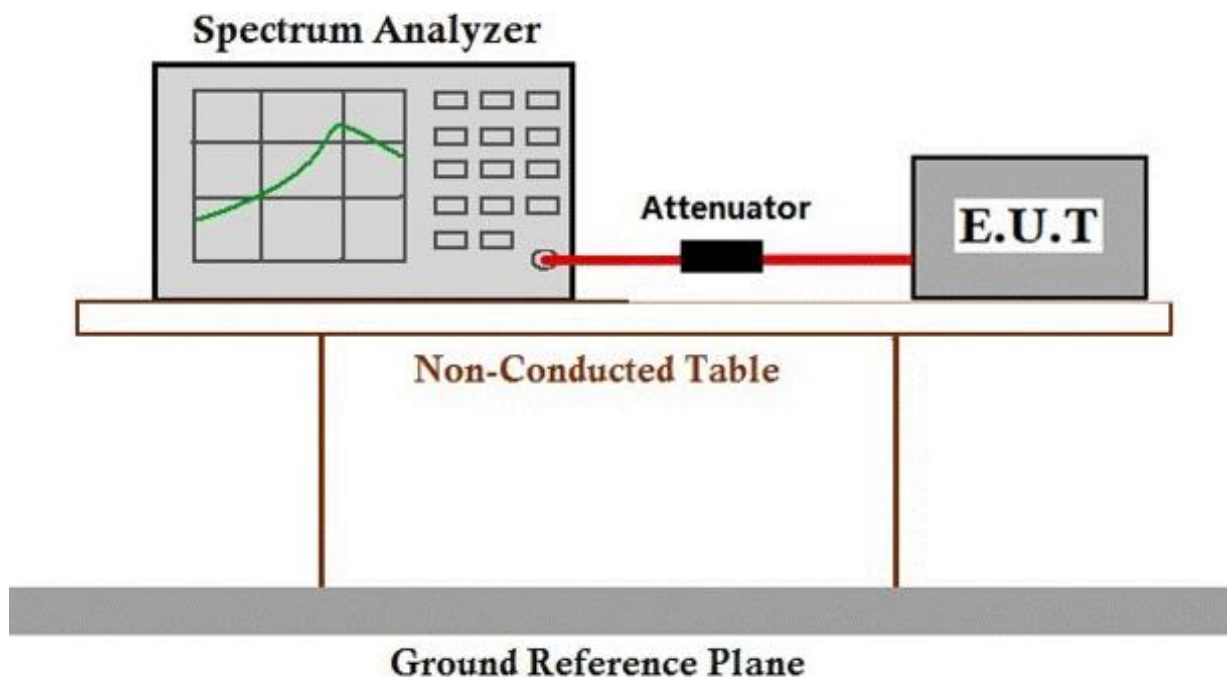 Spectrum Analyzer
Attenuator
E.U.T
Non-Conducted Table
Ground Reference Plane